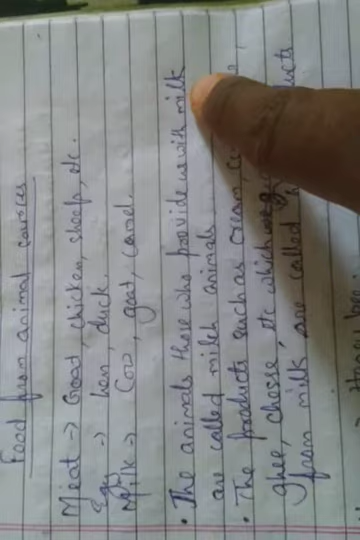 Food from animal sources
Meat -> Goat, chicken, sheep, etc.
Egg -> hen, duck.
Milk -> Cow, goat, camel.
• The animals those who provide us with milk
are called milch animals
• The products such as cream,
ghee, cheese, etc which we
from milk are called